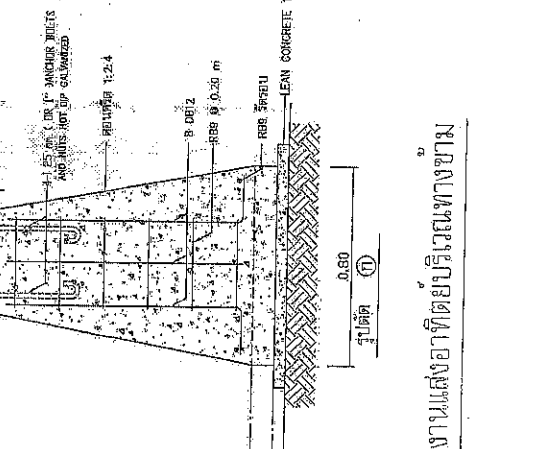 4-1 25 mm. ( OR 1" )ANCHOR BOLTS
AND NUTS HOT DIP GALVANIZED
คอนกรีต 1:2:4
8-DB12
RB9 @ 0.20 m
RB9 รัดรอบ
LEAN CONCRETE
0.60
รูปตัด ก
งานแสงอาทิตย์บริเวณทางข้าม